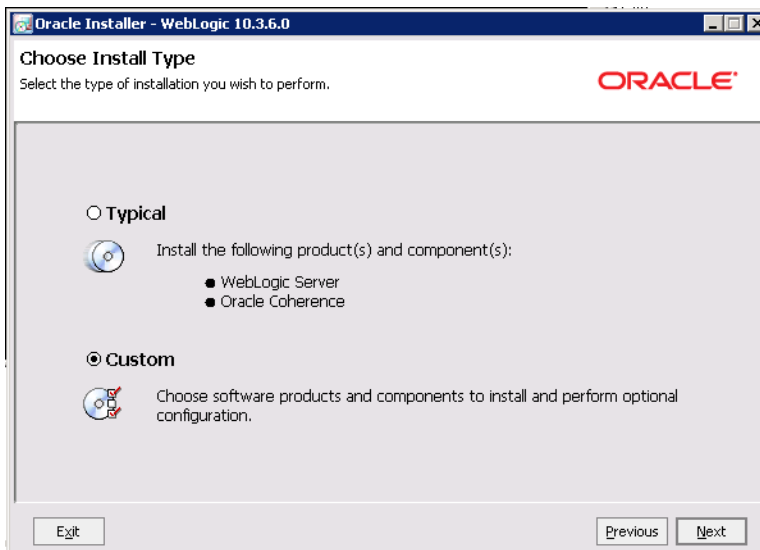 Oracle Installer - WebLogic 10.3.6.0
Choose Install Type
Select the type of installation you wish to perform.
ORACLE
Typical
Install the following product(s) and component(s):
● WebLogic Server
● Oracle Coherence
Custom
Choose software products and components to install and perform optional
configuration.
Exit
Previous
Next